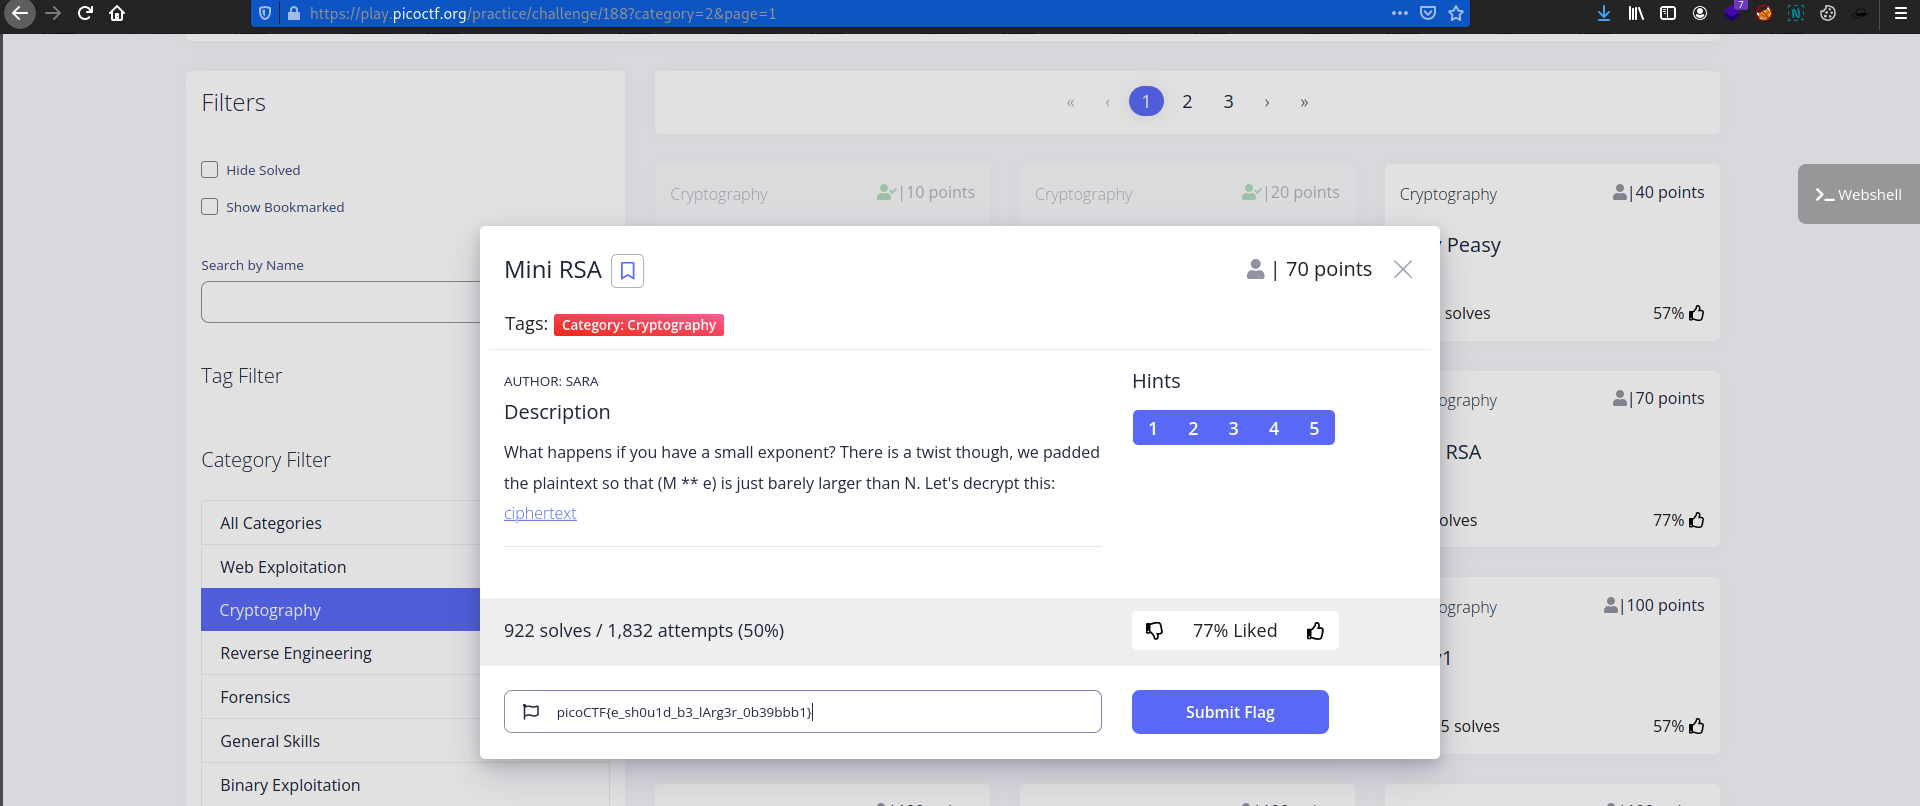 https://play.picoctf.org/practice/challenge/188?category=2&page=1
7
Filters
« ‹ 1 2 3 › »
Hide Solved
Show Bookmarked
Search by Name
Tag Filter
Category Filter
All Categories
Web Exploitation
Cryptography
Reverse Engineering
Forensics
General Skills
Binary Exploitation
Cryptography |10 points
Cryptography |20 points
Cryptography |40 points
Peasy
solves 57%
>_ Webshell
Mini RSA | 70 points
Tags: Category: Cryptography
AUTHOR: SARA
Description
What happens if you have a small exponent? There is a twist though, we padded
the plaintext so that (M ** e) is just barely larger than N. Let's decrypt this:
ciphertext
Hints
1 2 3 4 5
922 solves / 1,832 attempts (50%)
77% Liked
picoCTF{e_sh0u1d_b3_lArg3r_0b39bbb1}
Submit Flag
ography |70 points
RSA
olves 77%
ography |100 points
1
5 solves 57%